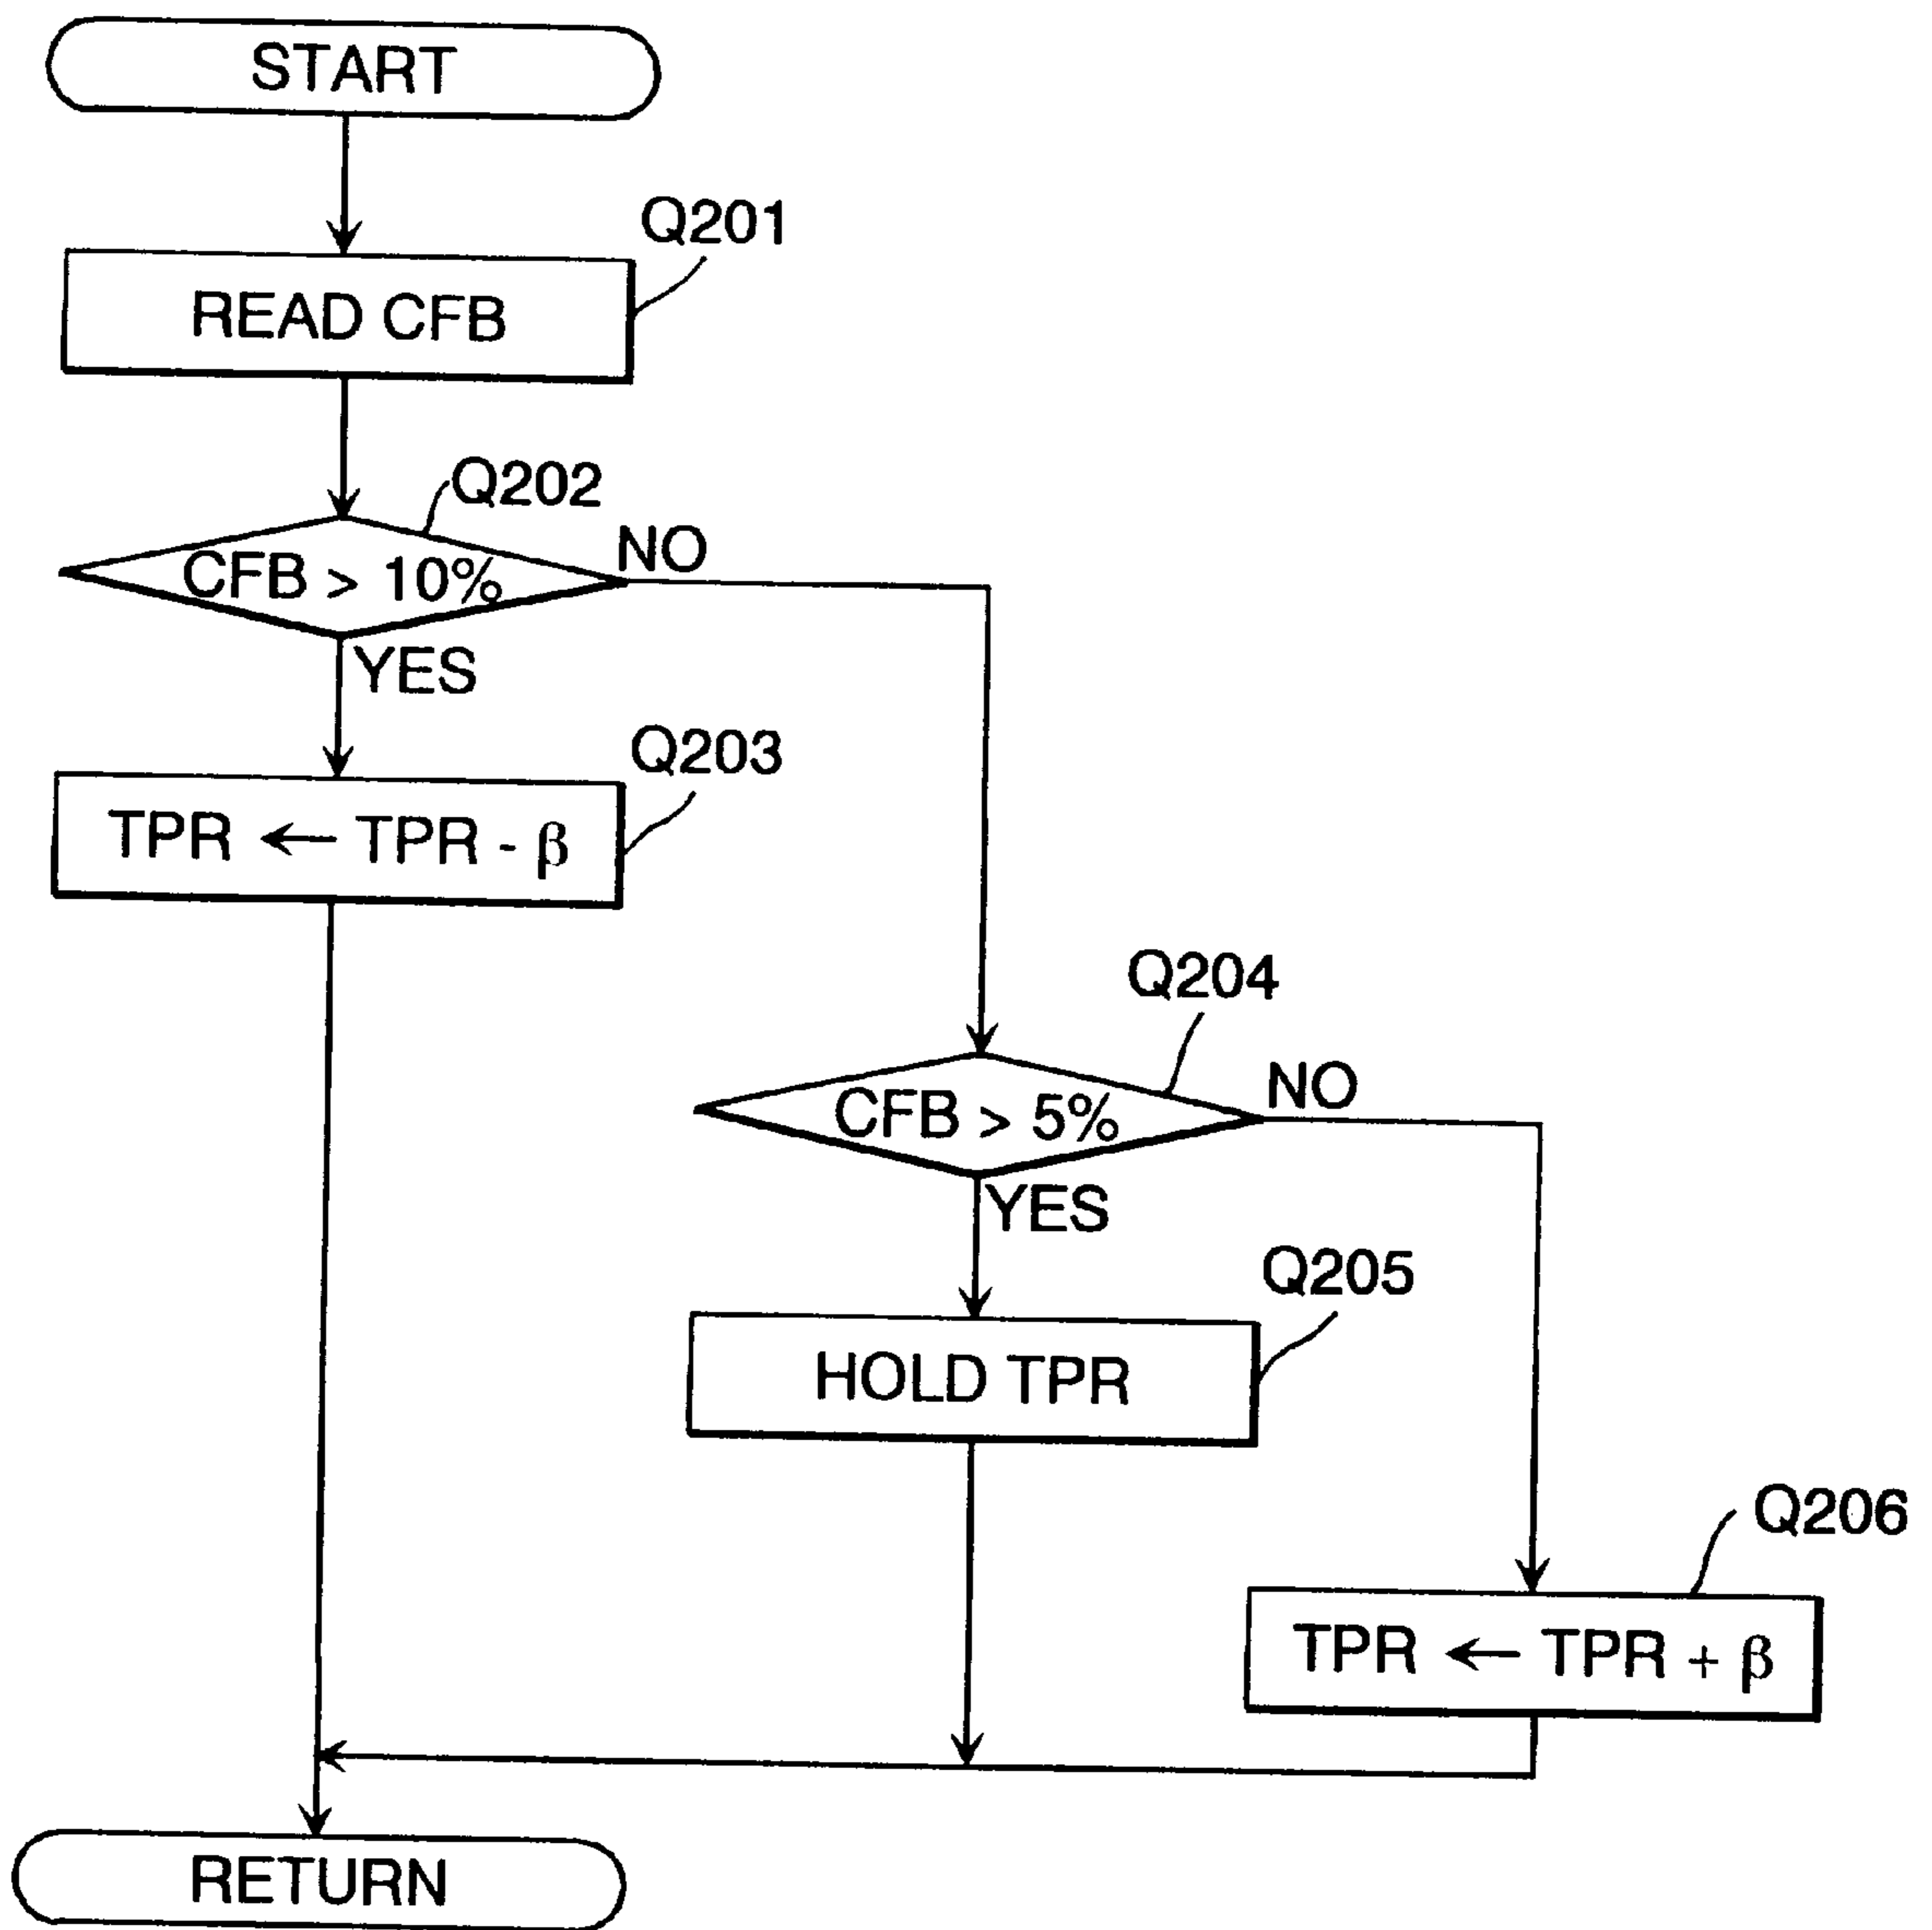 START
Q201
READ CFB
Q202
CFB > 10%
NO
YES
Q203
TPR ← TPR - β
Q204
CFB > 5%
NO
YES
Q205
HOLD TPR
Q206
TPR ← TPR + β
RETURN